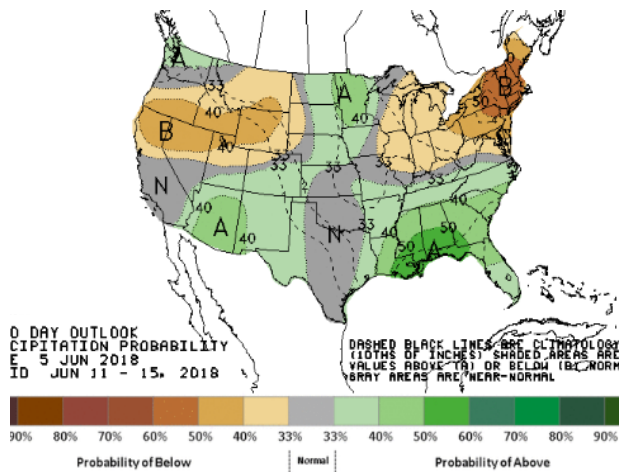 A
33
A
B
40
B
50
40
40
40
33
33
33
33
N
40
33
40
A
40
N
33
40
50
50
A
O DAY OUTLOOK
CIPITATION PROBABILITY
E 5 JUN 2018
ID JUN 11 - 15, 2018
DASHED BLACK LINES ARE CLIMATOLOGY
(10THS OF INCHES) SHADED AREAS ARE
VALUES ABOVE (A) OR BELOW (B) NORM
GRAY AREAS ARE NEAR-NORMAL
90% 80% 70% 60% 50% 40% 33% 33% 40% 50% 60% 70% 80% 90%
Probability of Below Normal Probability of Above